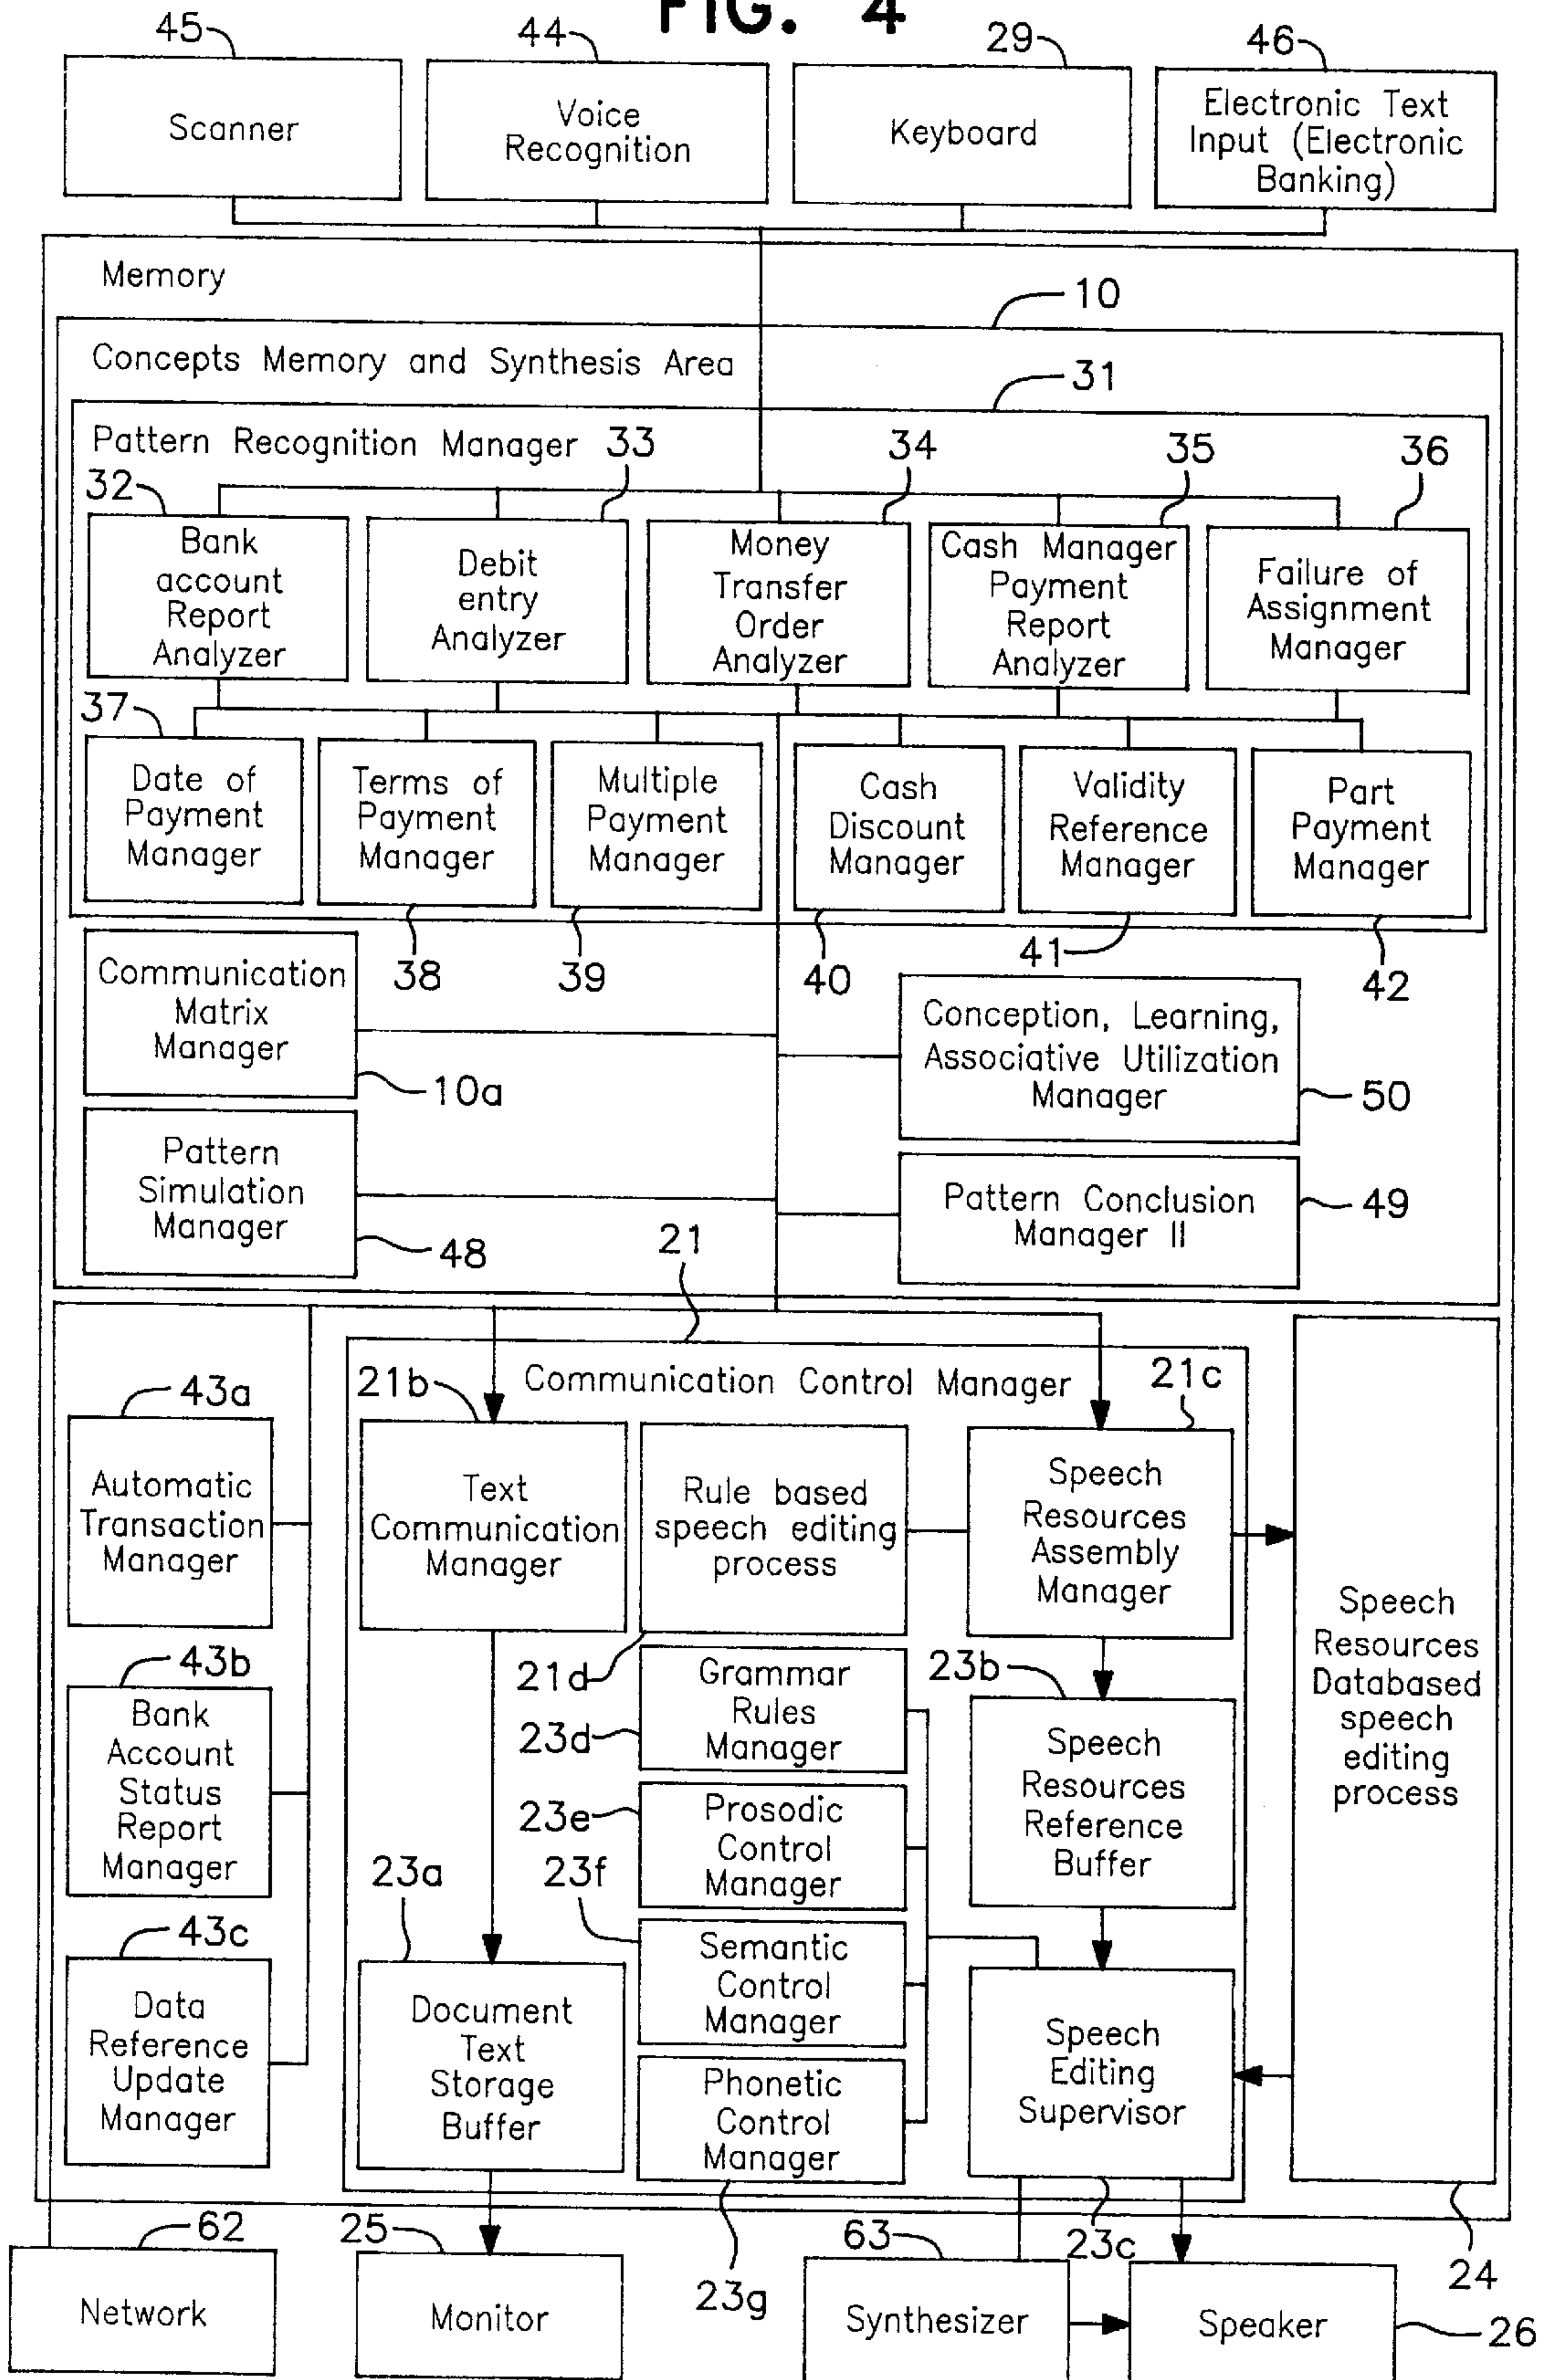 FIG. 4
45
44
29
46
Scanner
Voice
Recognition
Keyboard
Electronic Text
Input (Electronic
Banking)
Memory
10
Concepts Memory and Synthesis Area
31
Pattern Recognition Manager
33
34
35
36
32
Bank
account
Report
Analyzer
Debit
entry
Analyzer
Money
Transfer
Order
Analyzer
Cash Manager
Payment
Report
Analyzer
Failure of
Assignment
Manager
37
Date of
Payment
Manager
Terms of
Payment
Manager
Multiple
Payment
Manager
Cash
Discount
Manager
Validity
Reference
Manager
Part
Payment
Manager
38
39
40
41
42
Communication
Matrix
Manager
10a
Conception, Learning,
Associative Utilization
Manager
50
Pattern
Simulation
Manager
48
Pattern Conclusion
Manager II
49
21
Communication Control Manager
43a
21b
21c
Automatic
Transaction
Manager
Text
Communication
Manager
Rule based
speech editing
process
Speech
Resources
Assembly
Manager
Speech
Resources
Databased
speech
editing
process
21d
43b
Bank
Account
Status
Report
Manager
23d
Grammar
Rules
Manager
23b
Speech
Resources
Reference
Buffer
23e
Prosodic
Control
Manager
23a
23f
43c
Data
Reference
Update
Manager
Document
Text
Storage
Buffer
Semantic
Control
Manager
Phonetic
Control
Manager
Speech
Editing
Supervisor
62
25
23g
63
23c
24
Network
Monitor
Synthesizer
Speaker
26